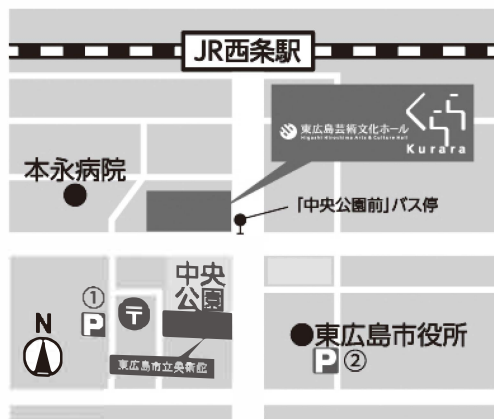 JR西条駅
東広島芸術文化ホール
Higashi Hiroshima Arts & Culture Hall
くらら
Kurara
本永病院
「中央公園前」バス停
中央
公園
①
P
〒
N
東広島市立美術館
東広島市役所
P ②